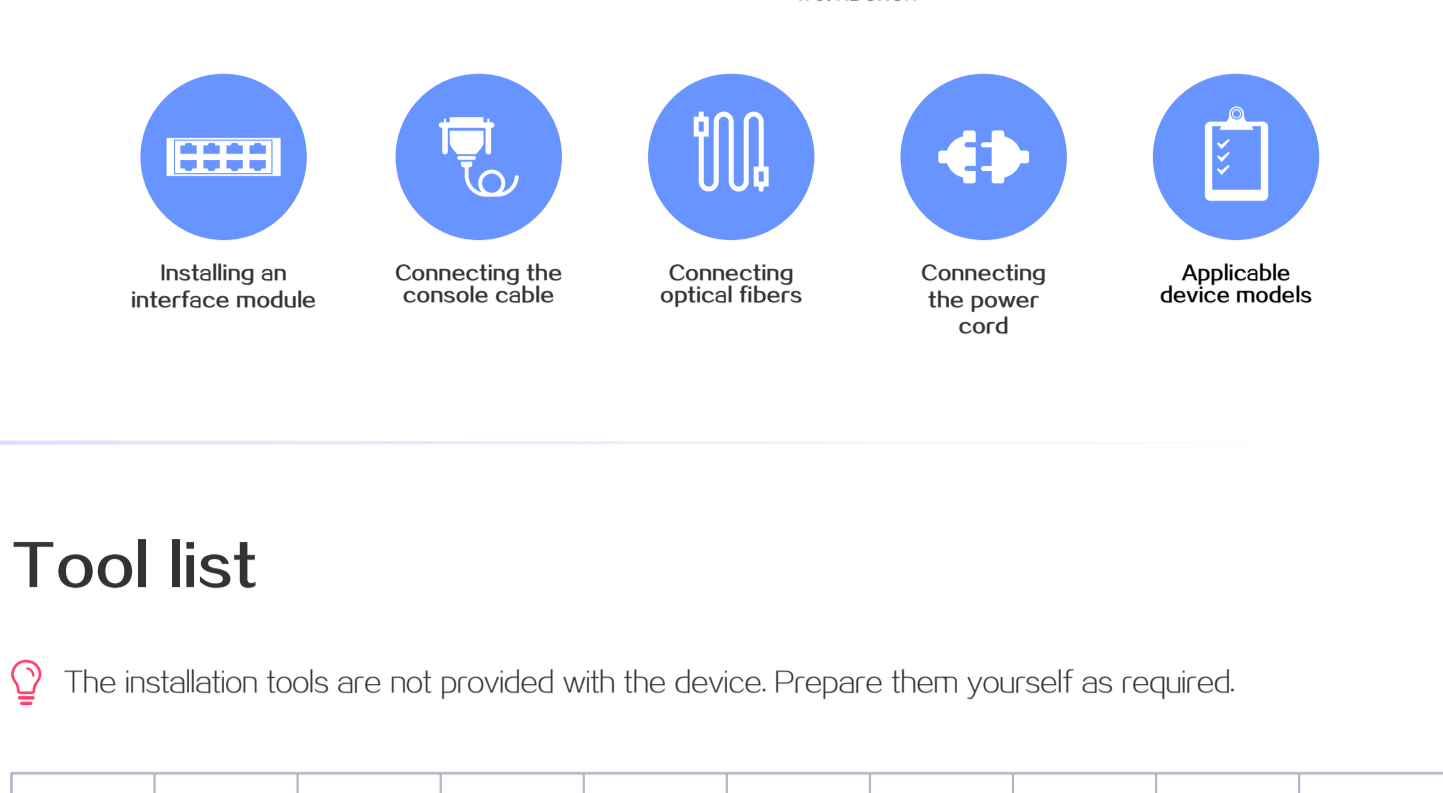 Installing an
interface module
Connecting the
console cable
Connecting
optical fibers
Connecting
the power
cord
Applicable
device models
Tool list
The installation tools are not provided with the device. Prepare them yourself as required.